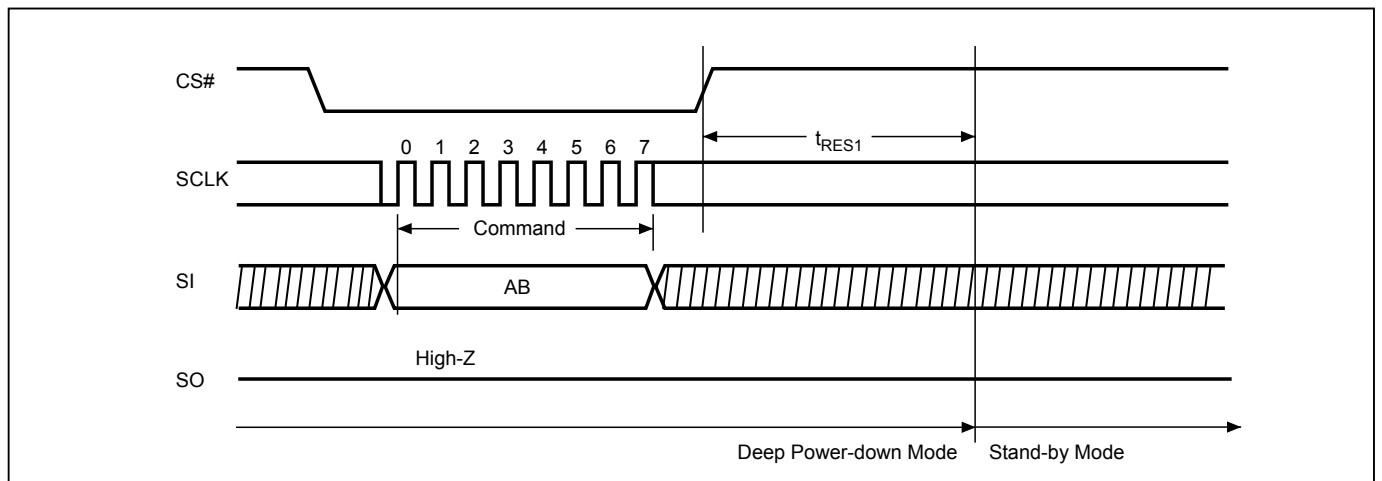 CS#
t_RES1
0 1 2 3 4 5 6 7
SCLK
Command
SI
AB
High-Z
SO
Deep Power-down Mode
Stand-by Mode